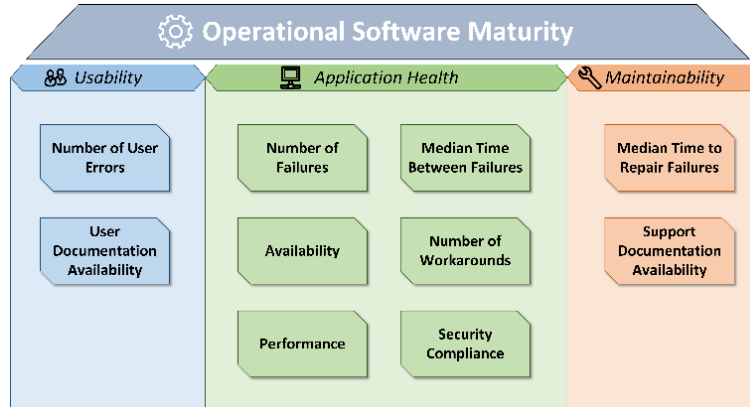 Operational Software Maturity
Usability
Application Health
Maintainability
Number of User
Errors
User
Documentation
Availability
Number of
Failures
Median Time
Between Failures
Availability
Number of
Workarounds
Performance
Security
Compliance
Median Time to
Repair Failures
Support
Documentation
Availability